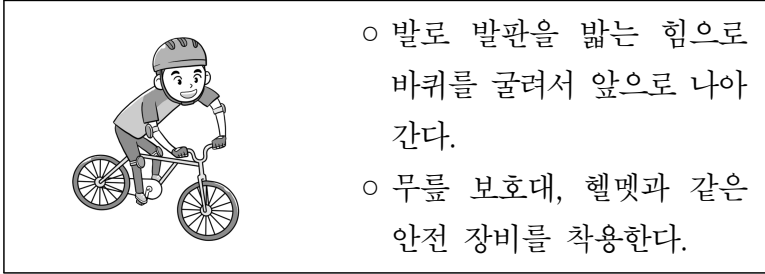 ○ 발로 발판을 밟는 힘으로
바퀴를 굴려서 앞으로 나아
간다.
○ 무릎 보호대, 헬멧과 같은
안전 장비를 착용한다.